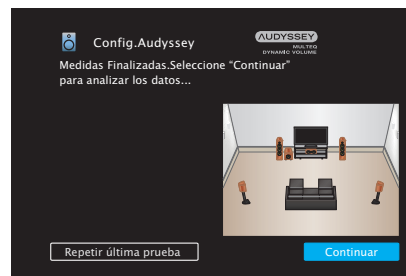 Config.Audyssey
AUDYSSEY
MULTEQ
DYNAMIC VOLUME
Medidas Finalizadas.Seleccione “Continuar”
para analizar los datos...
Repetir última prueba
Continuar